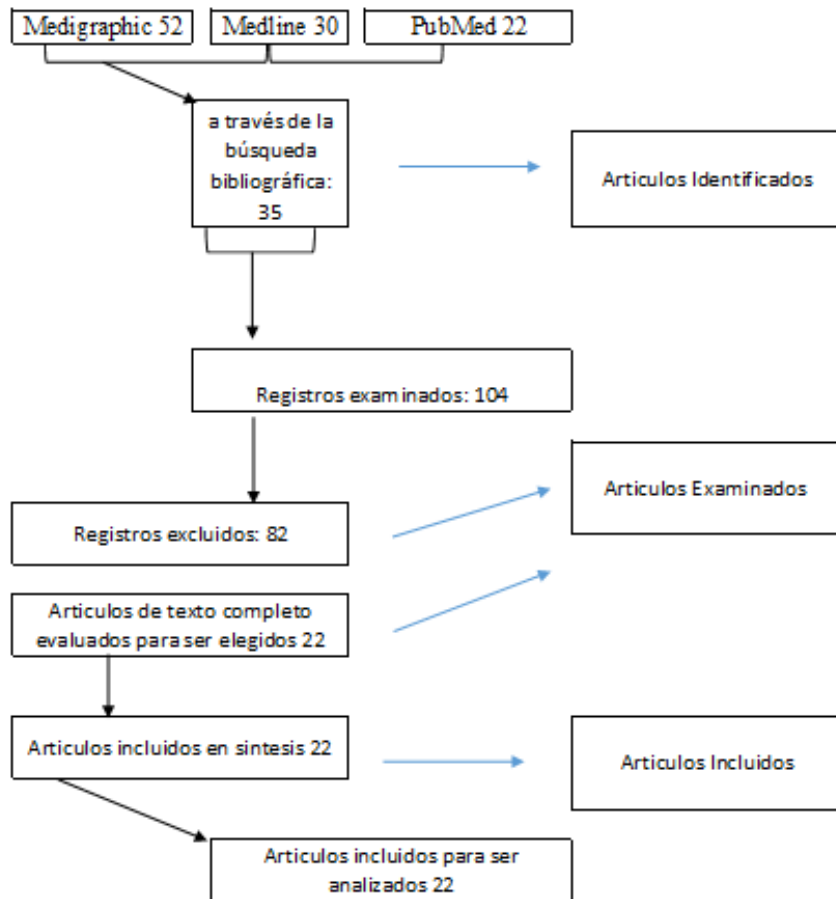 Medigraphic 52
Medline 30
PubMed 22
a través de la
búsqueda
bibliográfica:
35
Articulos Identificados
Registros examinados: 104
Articulos Examinados
Registros excluidos: 82
Articulos de texto completo
evaluados para ser elegidos 22
Articulos incluidos en sintesis 22
Articulos Incluidos
Articulos incluidos para ser
analizados 22